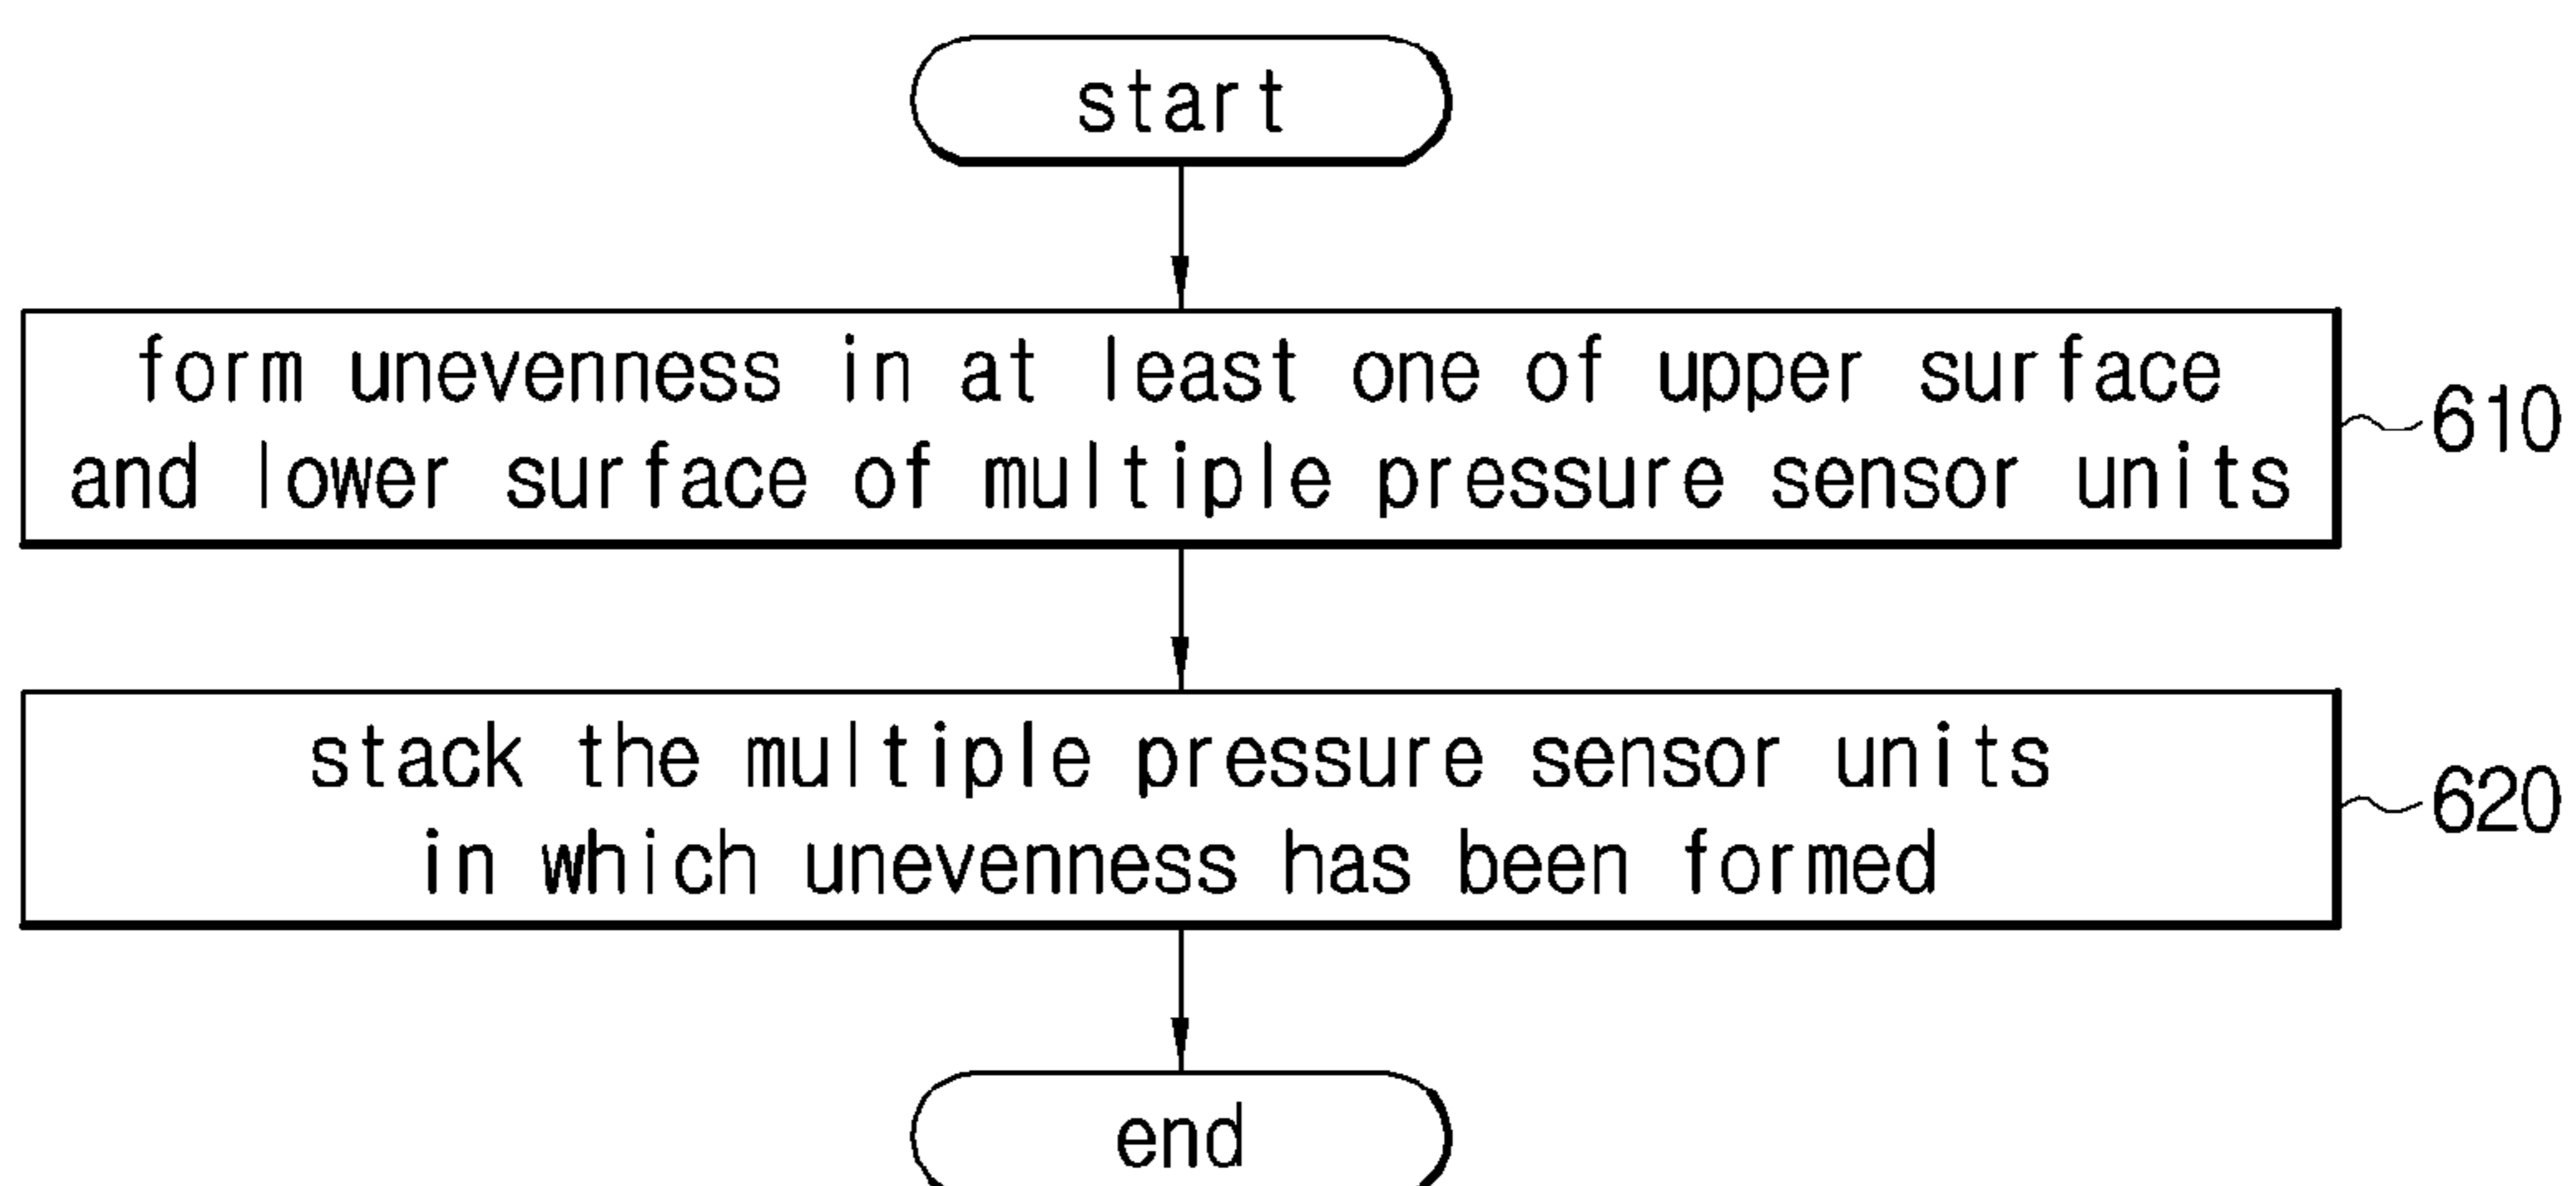 start
form unevenness in at least one of upper surface
and lower surface of multiple pressure sensor units
610
stack the multiple pressure sensor units
in which unevenness has been formed
620
end